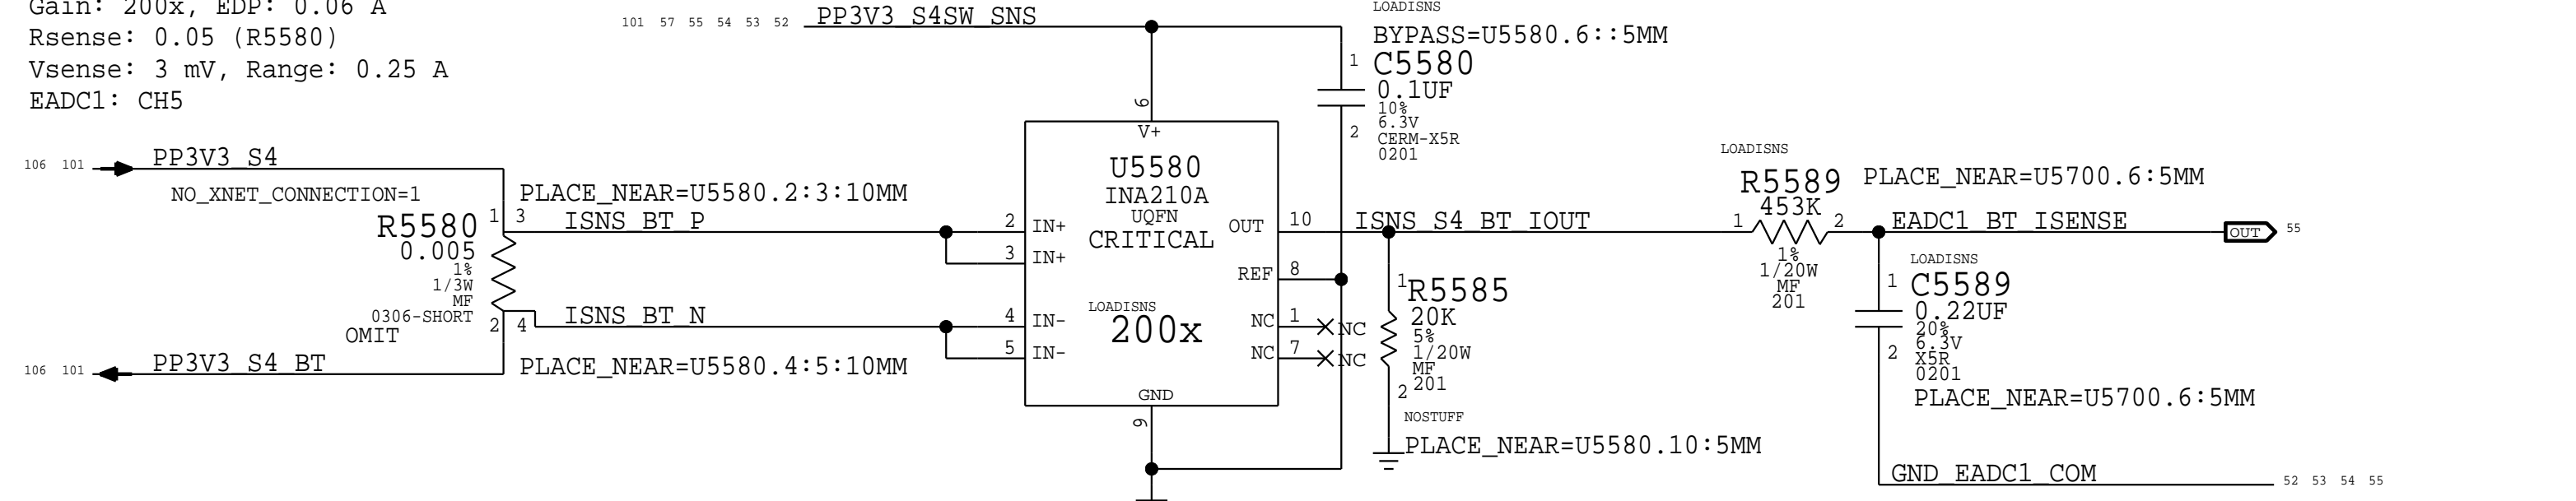 Gain: 200x, EDP: 0.06 A
Rsense: 0.05 (R5580)
Vsense: 3 mV, Range: 0.25 A
EADC1: CH5
101 57 55 54 53 52 PP3V3_S4SW_SNS
LOADISNS
BYPASS=U5580.6::5MM
1 C5580
0.1UF
10%
6.3V
2 CERM-X5R
0201
6
V+
106 101 PP3V3_S4
NO_XNET_CONNECTION=1
PLACE_NEAR=U5580.2:3:10MM
1 3 ISNS_BT_P
R5580
0.005
1%
1/3W
MF
0306-SHORT
OMIT
2 4 ISNS_BT_N
106 101 PP3V3_S4_BT
PLACE_NEAR=U5580.4:5:10MM
U5580
INA210A
UQFN
CRITICAL
LOADISNS
200x
2 IN+
3 IN+
4 IN-
5 IN-
OUT 10
REF 8
NC 1 NC
NC 7 NC
GND
9
ISNS_S4_BT_IOUT
1 R5585
20K
5%
1/20W
MF
2 201
NOSTUFF
PLACE_NEAR=U5580.10:5MM
LOADISNS
R5589 PLACE_NEAR=U5700.6:5MM
453K
1 2
1%
1/20W
MF
201
EADC1_BT_ISENSE
OUT 55
LOADISNS
1 C5589
0.22UF
20%
6.3V
2 X5R
0201
PLACE_NEAR=U5700.6:5MM
GND_EADC1_COM 52 53 54 55